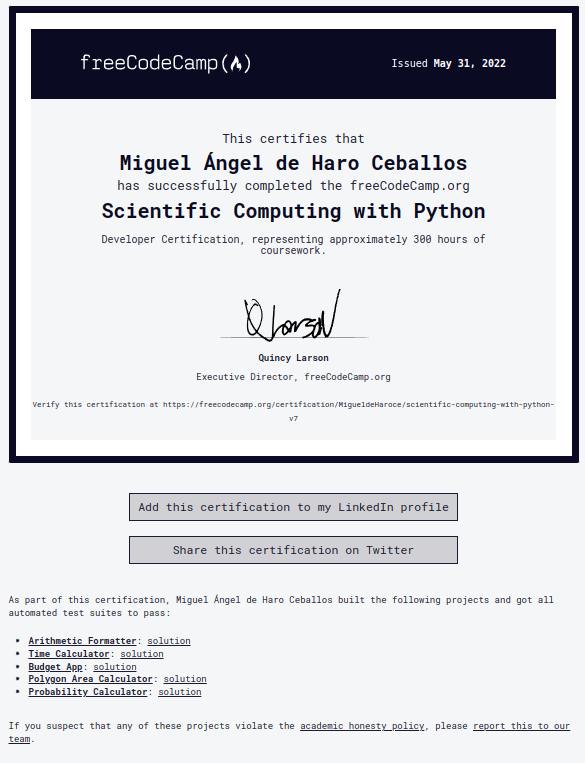 freeCodeCamp(🔥)
Issued May 31, 2022
This certifies that
Miguel Ángel de Haro Ceballos
has successfully completed the freeCodeCamp.org
Scientific Computing with Python
Developer Certification, representing approximately 300 hours of
coursework.
Q Larson
Quincy Larson
Executive Director, freeCodeCamp.org
Verify this certification at https://freecodecamp.org/certification/MigueldeHaroce/scientific-computing-with-python-
v7
Add this certification to my LinkedIn profile
Share this certification on Twitter
As part of this certification, Miguel Ángel de Haro Ceballos built the following projects and got all
automated test suites to pass:
• Arithmetic Formatter: solution
• Time Calculator: solution
• Budget App: solution
• Polygon Area Calculator: solution
• Probability Calculator: solution
If you suspect that any of these projects violate the academic honesty policy, please report this to our
team.